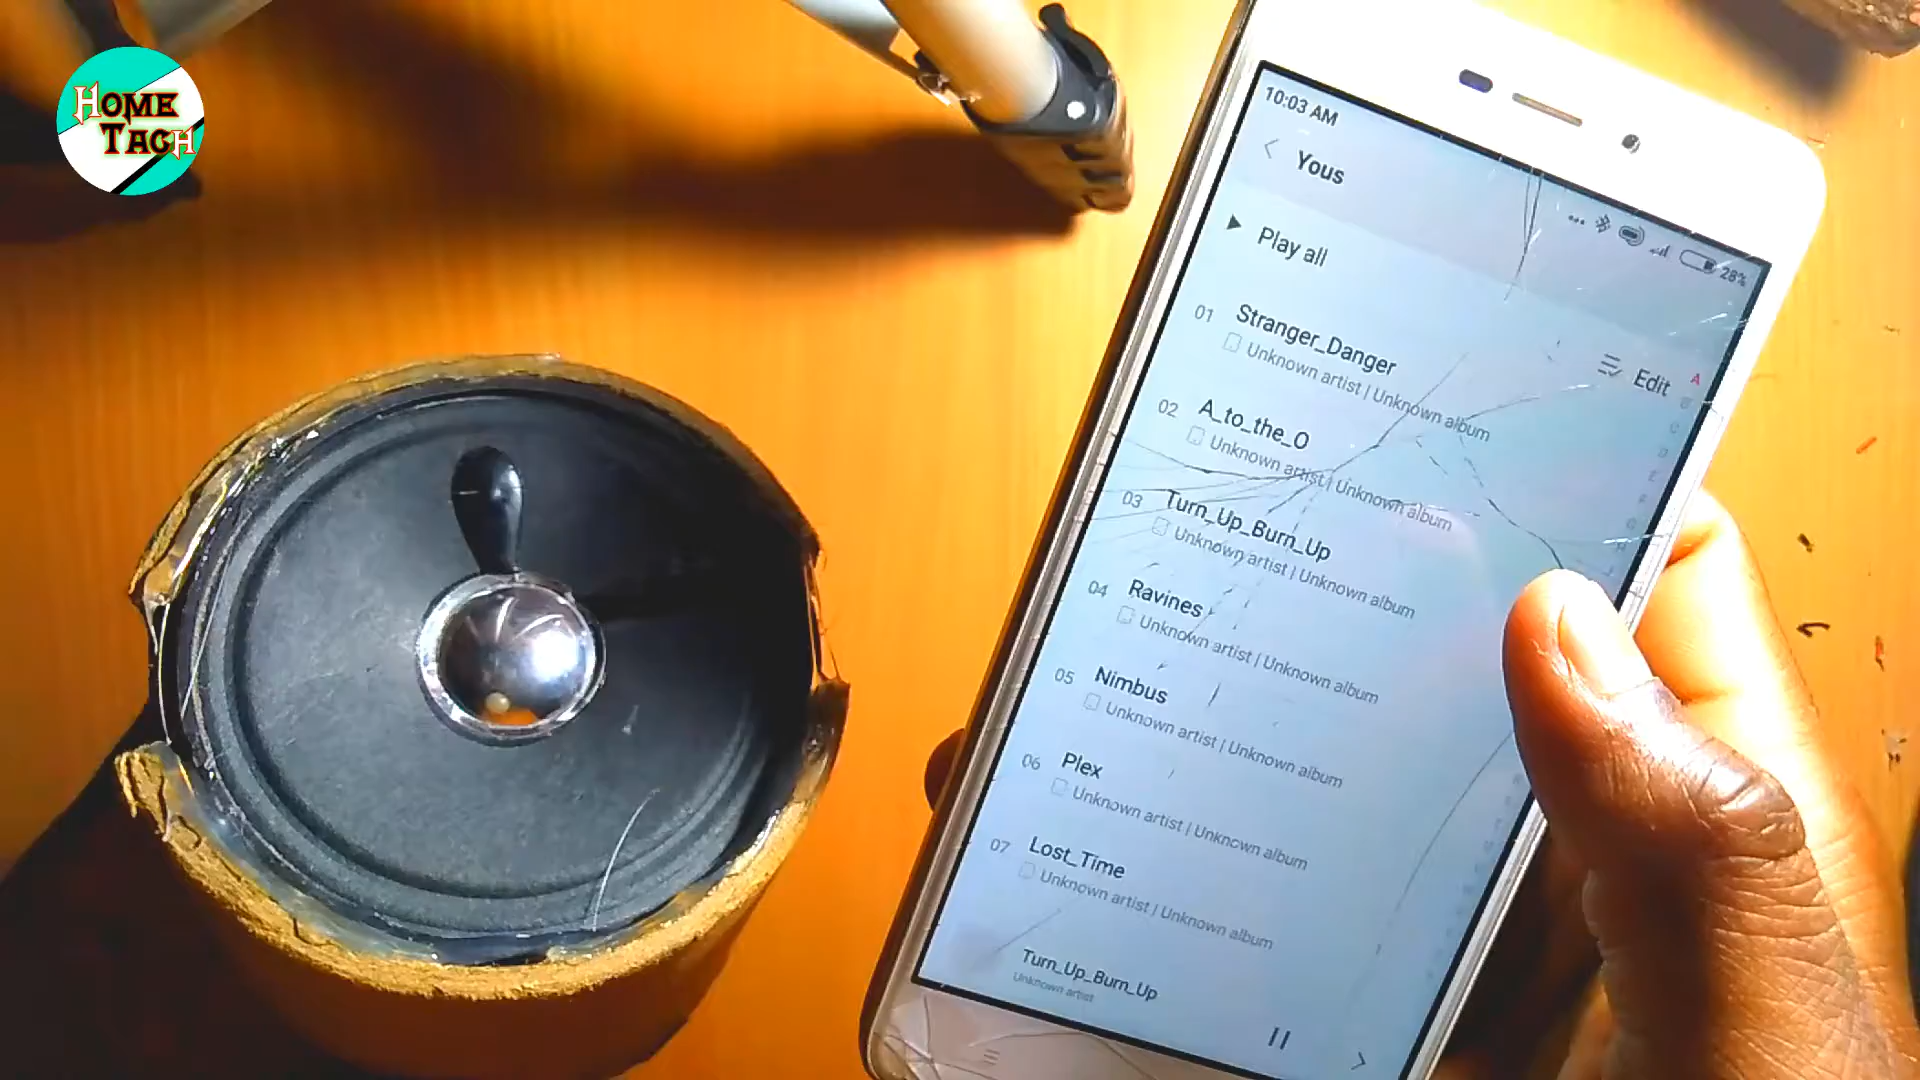 HOME
TACH
10:03 AM
28%
Yous
Play all
Edit
01 Stranger_Danger
Unknown artist | Unknown album
02 A_to_the_O
Unknown artist | Unknown album
03 Turn_Up_Burn_Up
Unknown artist | Unknown album
04 Ravines
Unknown artist | Unknown album
05 Nimbus
Unknown artist | Unknown album
06 Plex
Unknown artist | Unknown album
07 Lost_Time
Unknown artist | Unknown album
Turn_Up_Burn_Up
Unknown artist